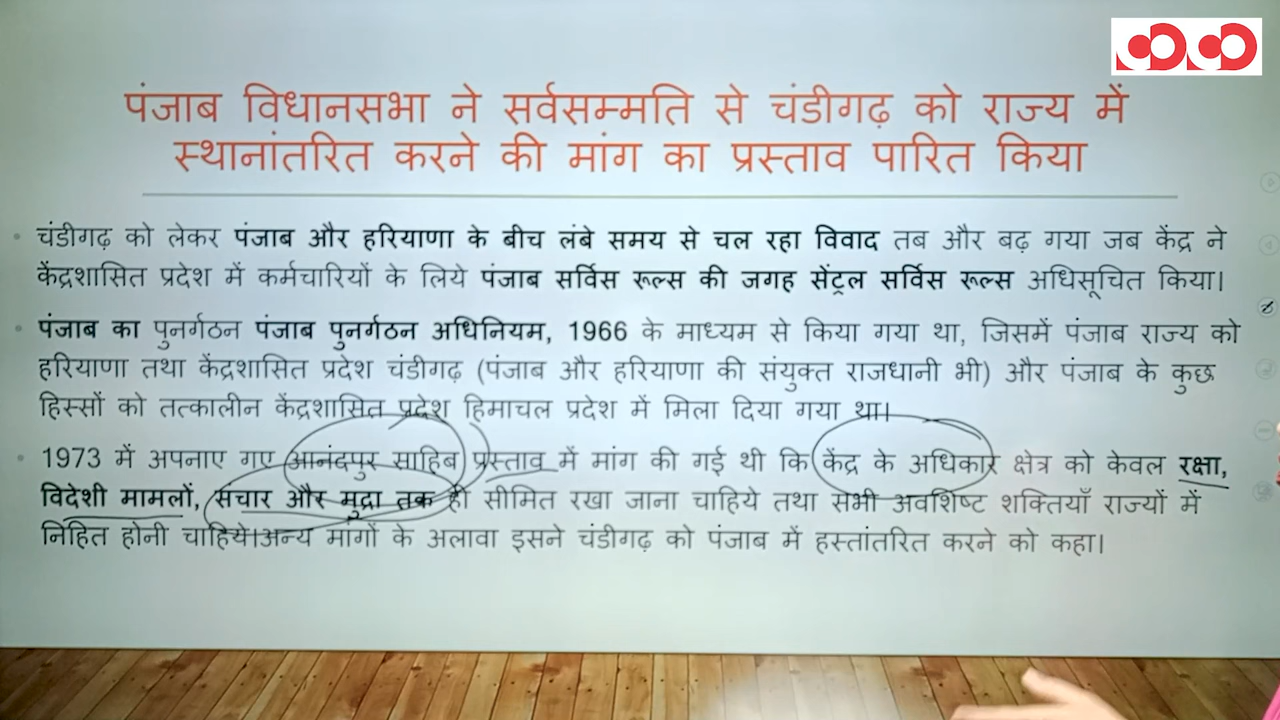 पंजाब विधानसभा ने सर्वसम्मति से चंडीगढ़ को राज्य में
स्थानांतरित करने की मांग का प्रस्ताव पारित किया
• चंडीगढ़ को लेकर पंजाब और हरियाणा के बीच लंबे समय से चल रहा विवाद तब और बढ़ गया जब केंद्र ने
केंद्रशासित प्रदेश में कर्मचारियों के लिये पंजाब सर्विस रूल्स की जगह सेंट्रल सर्विस रूल्स अधिसूचित किया।
• पंजाब का पुनर्गठन पंजाब पुनर्गठन अधिनियम, 1966 के माध्यम से किया गया था, जिसमें पंजाब राज्य को
हरियाणा तथा केंद्रशासित प्रदेश चंडीगढ़ (पंजाब और हरियाणा की संयुक्त राजधानी भी) और पंजाब के कुछ
हिस्सों को तत्कालीन केंद्रशासित प्रदेश हिमाचल प्रदेश में मिला दिया गया था।
• 1973 में अपनाए गए आनंदपुर साहिब प्रस्ताव में मांग की गई थी कि केंद्र के अधिकार क्षेत्र को केवल रक्षा,
विदेशी मामलों, संचार और मुद्रा तक ही सीमित रखा जाना चाहिये तथा सभी अवशिष्ट शक्तियाँ राज्यों में
निहित होनी चाहिये।अन्य मांगों के अलावा इसने चंडीगढ़ को पंजाब में हस्तांतरित करने को कहा।